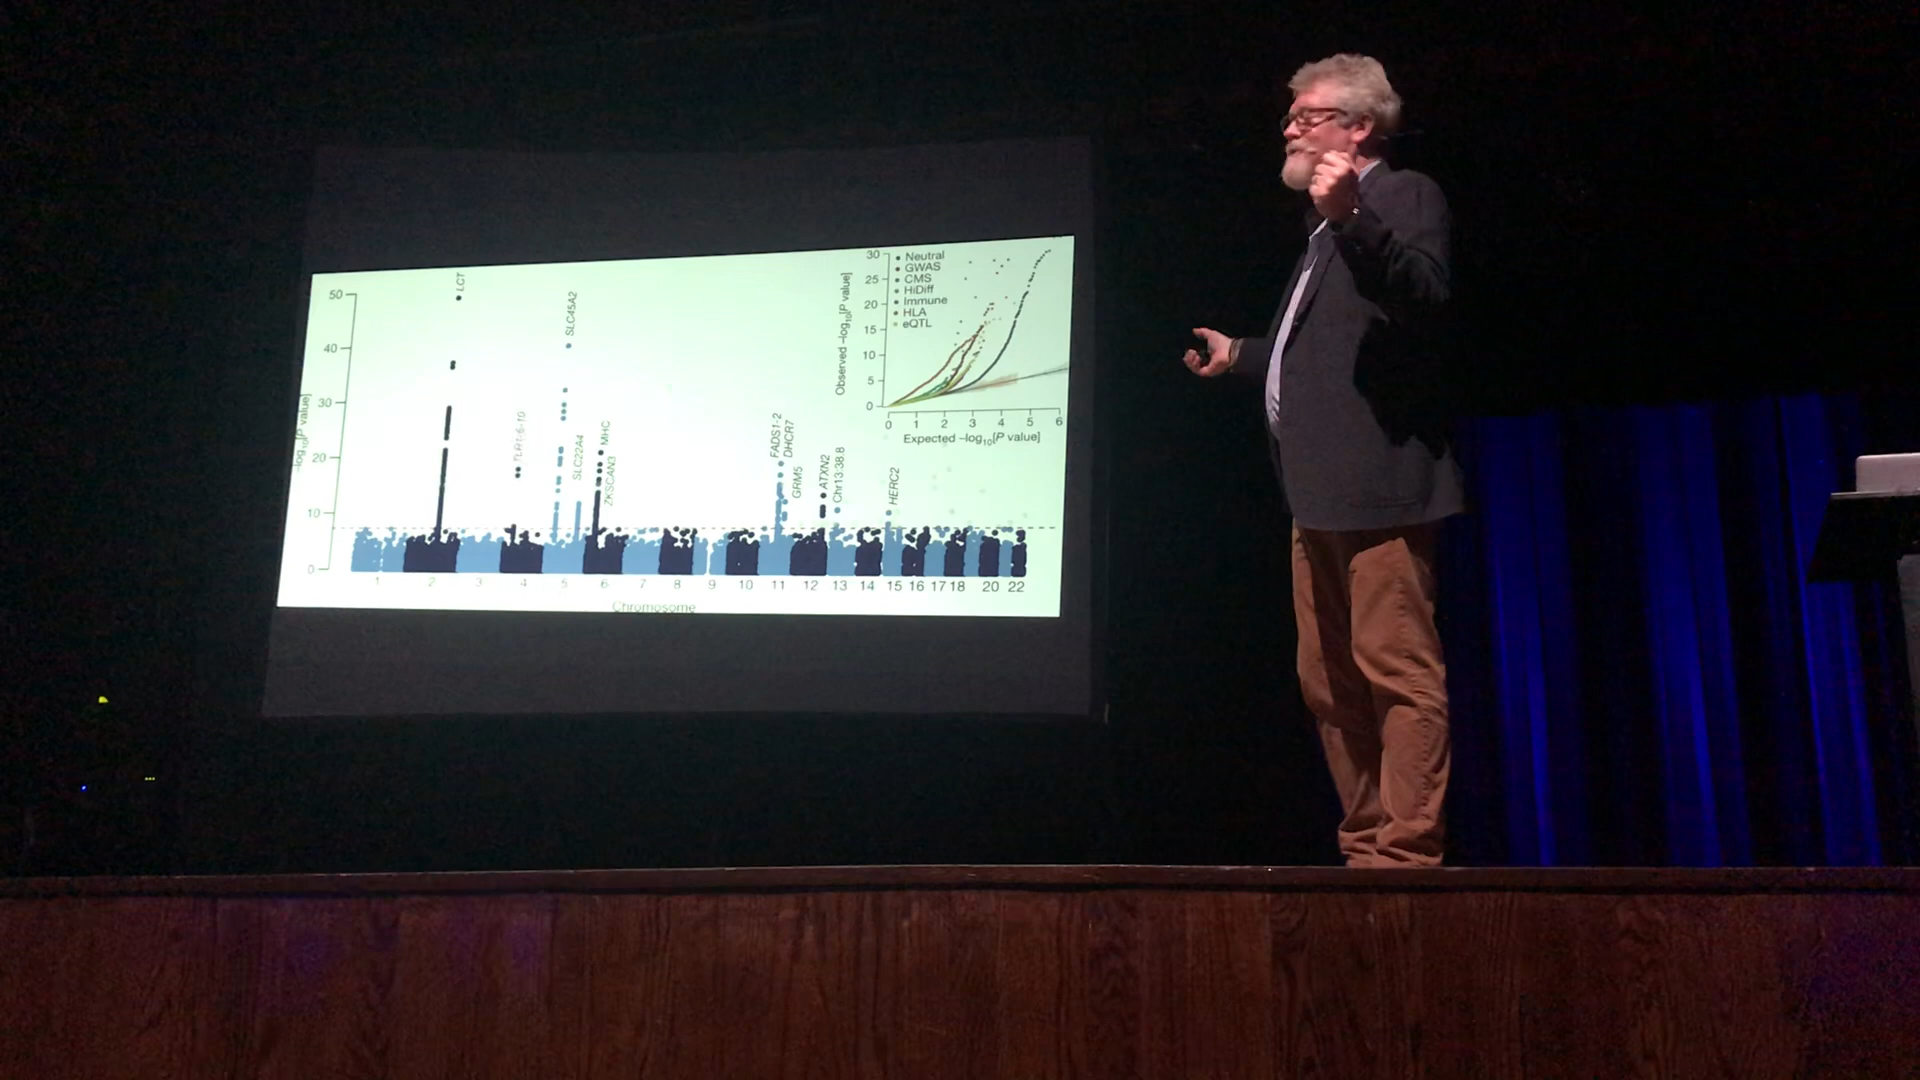 50
40
30
20
10
0
–log10[P value]
LCT
TLR1-6-10
SLC45A2
SLC22A4
MHC
ZKSCAN3
FADS1-2
DHCR7
GRM5
ATXN2
Chr13:38.8
HERC2
1 2 3 4 5 6 7 8 9 10 11 12 13 14 15 16 17 18 20 22
Chromosome
Observed –log10[P value]
30
25
20
15
10
5
0
Neutral
GWAS
CMS
HiDiff
Immune
HLA
eQTL
0 1 2 3 4 5 6
Expected –log10[P value]